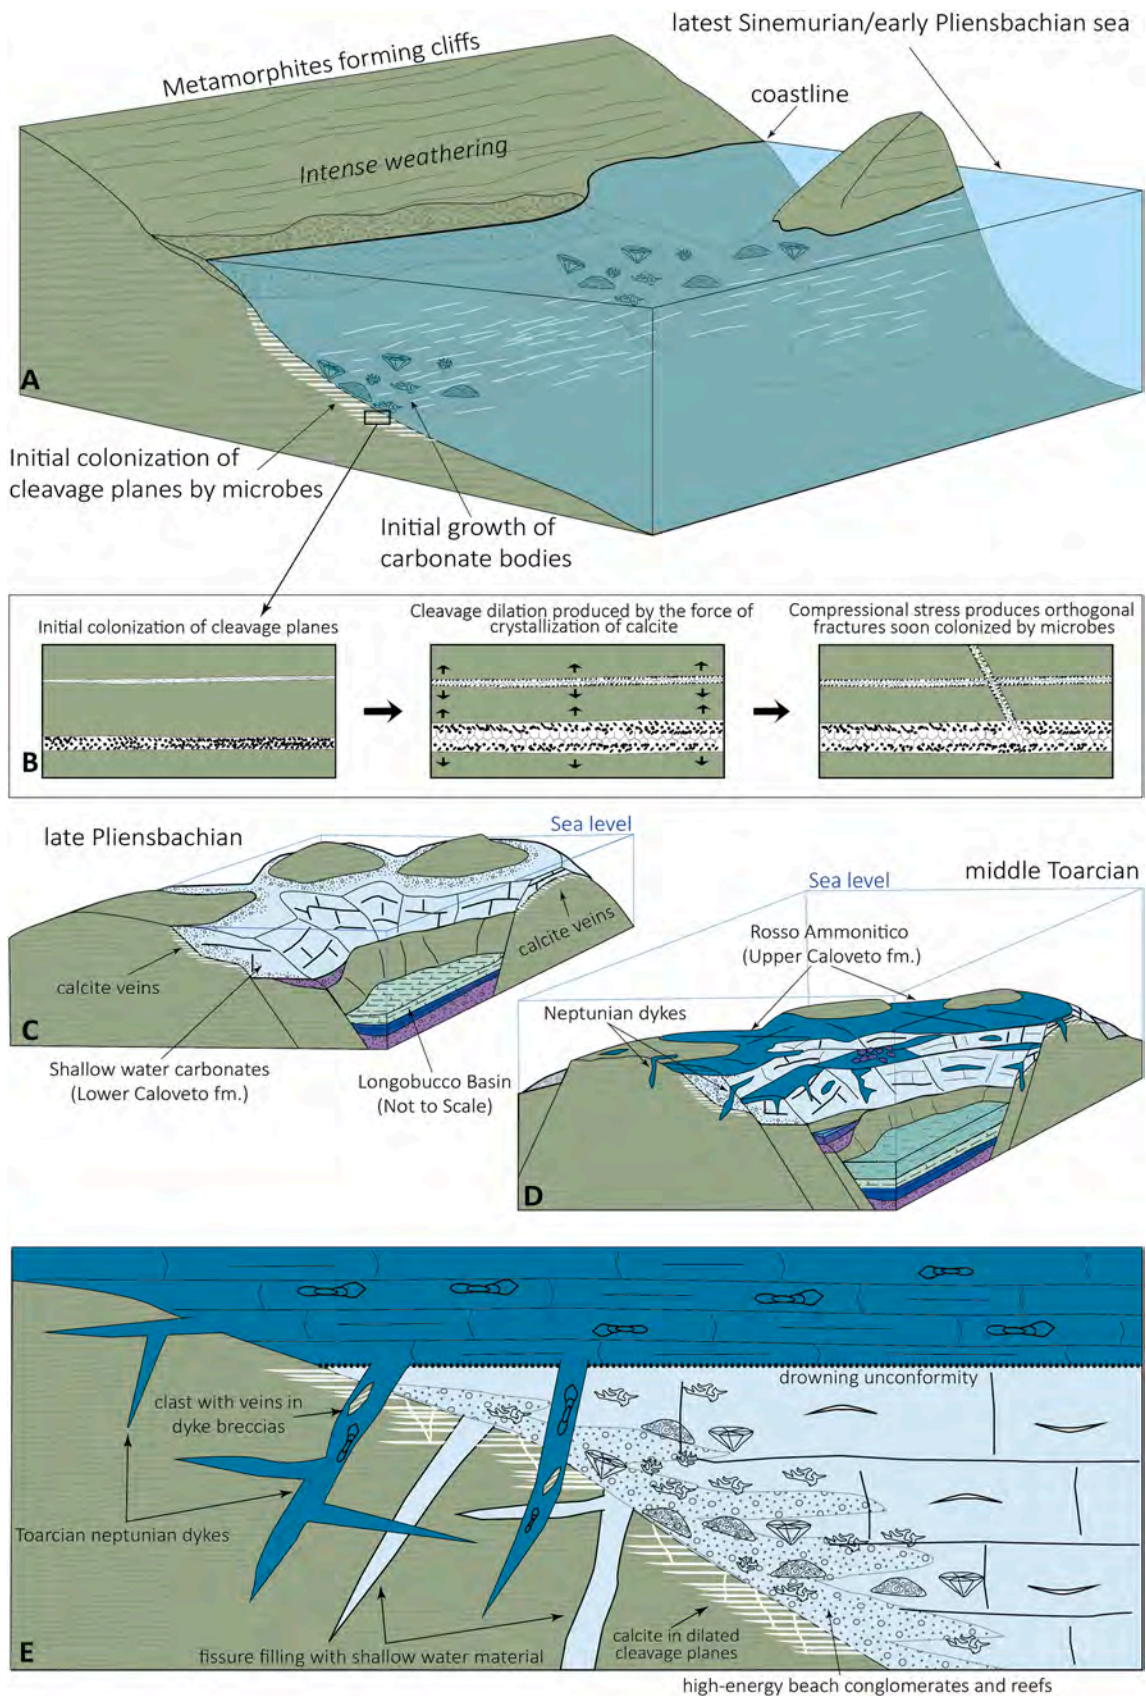 latest Sinemurian/early Pliensbachian sea
Metamorphites forming cliffs
coastline
Intense weathering
A
Initial colonization of
cleavage planes by microbes
Initial growth of
carbonate bodies
Initial colonization of cleavage planes
Cleavage dilation produced by the force of
crystallization of calcite
Compressional stress produces orthogonal
fractures soon colonized by microbes
B
late Pliensbachian
Sea level
calcite veins
calcite veins
C
Shallow water carbonates
(Lower Caloveto fm.)
Longobucco Basin
(Not to Scale)
middle Toarcian
Sea level
Rosso Ammonitico
(Upper Caloveto fm.)
Neptunian dykes
D
drowning unconformity
clast with veins in
dyke breccias
Toarcian neptunian dykes
fissure filling with shallow water material
calcite in dilated
cleavage planes
E
high-energy beach conglomerates and reefs